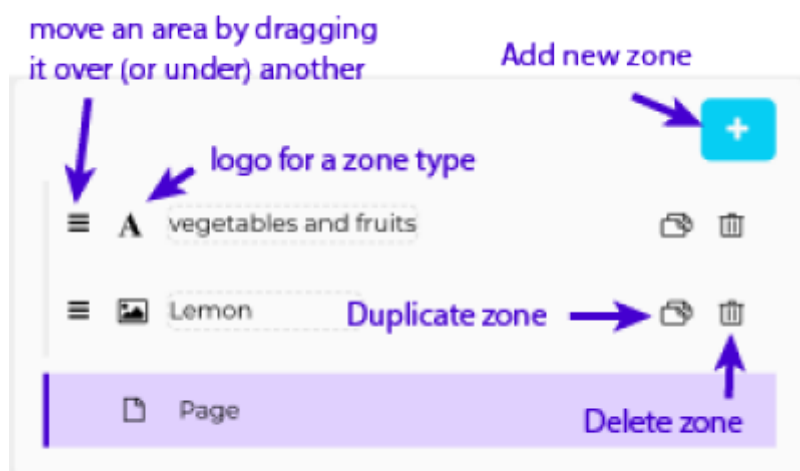 move an area by dragging
it over (or under) another
Add new zone
+
logo for a zone type
A vegetables and fruits
Lemon
Duplicate zone
Page
Delete zone